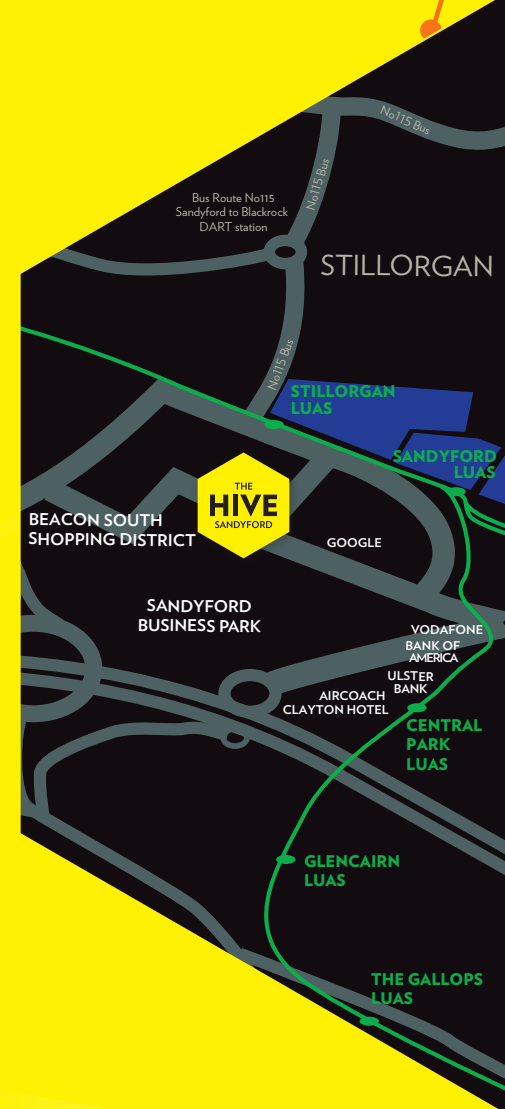 No115 Bus
No115 Bus
Bus Route No115
Sandyford to Blackrock
DART station
STILLORGAN
No115 Bus
STILLORGAN
LUAS
SANDYFORD
LUAS
THE
HIVE
SANDYFORD
BEACON SOUTH
SHOPPING DISTRICT
GOOGLE
SANDYFORD
BUSINESS PARK
VODAFONE
BANK OF
AMERICA
ULSTER
BANK
AIRCOACH
CLAYTON HOTEL
CENTRAL
PARK
LUAS
GLENCAIRN
LUAS
THE GALLOPS
LUAS